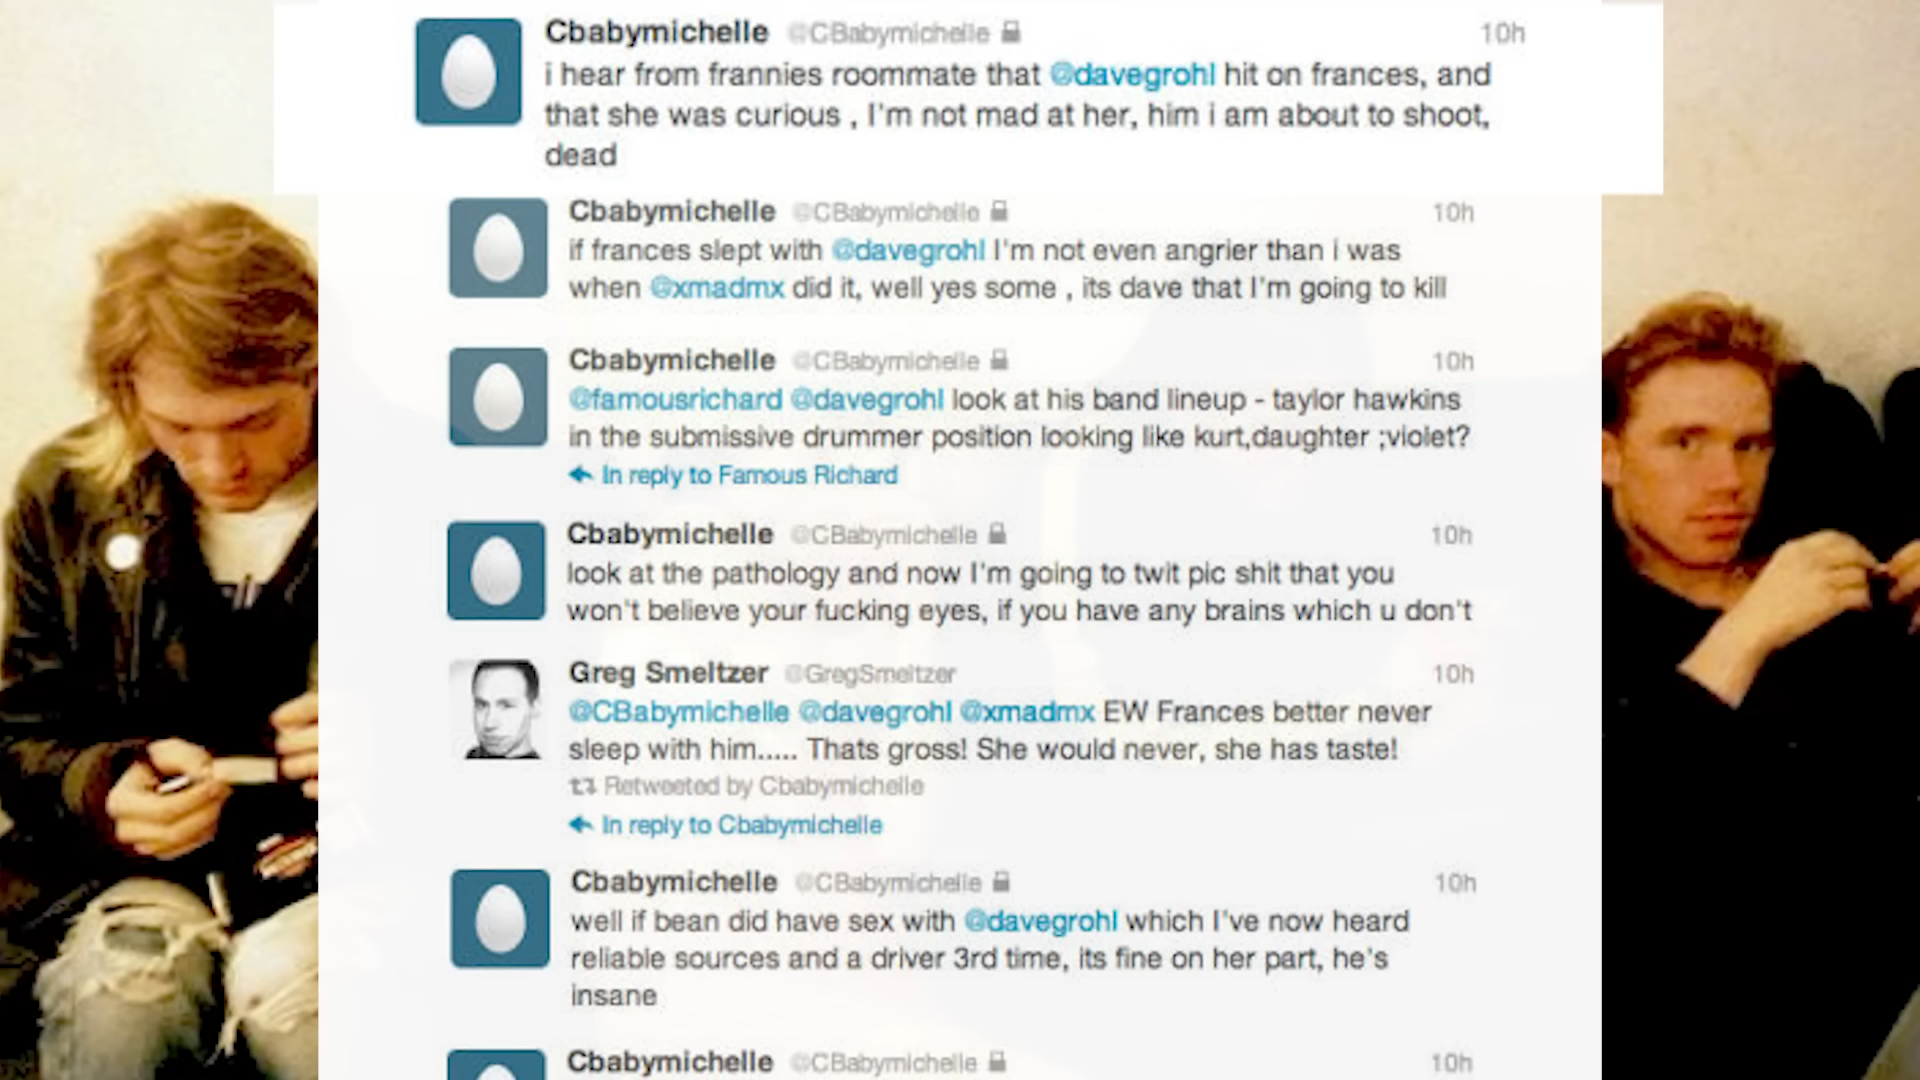 Cbabymichelle @CBabymichelle 10h
i hear from frannies roommate that @davegrohl hit on frances, and
that she was curious , I'm not mad at her, him i am about to shoot,
dead
Cbabymichelle @CBabymichelle 10h
if frances slept with @davegrohl I'm not even angrier than i was
when @xmadmx did it, well yes some , its dave that I'm going to kill
Cbabymichelle @CBabymichelle 10h
@famousrichard @davegrohl look at his band lineup - taylor hawkins
in the submissive drummer position looking like kurt,daughter ;violet?
In reply to Famous Richard
Cbabymichelle @CBabymichelle 10h
look at the pathology and now I'm going to twit pic shit that you
won't believe your fucking eyes, if you have any brains which u don't
Greg Smeltzer @GregSmeltzer 10h
@CBabymichelle @davegrohl @xmadmx EW Frances better never
sleep with him..... Thats gross! She would never, she has taste!
Retweeted by Cbabymichelle
In reply to Cbabymichelle
Cbabymichelle @CBabymichelle 10h
well if bean did have sex with @davegrohl which I've now heard
reliable sources and a driver 3rd time, its fine on her part, he's
insane
Cbabymichelle @CBabymichelle 10h